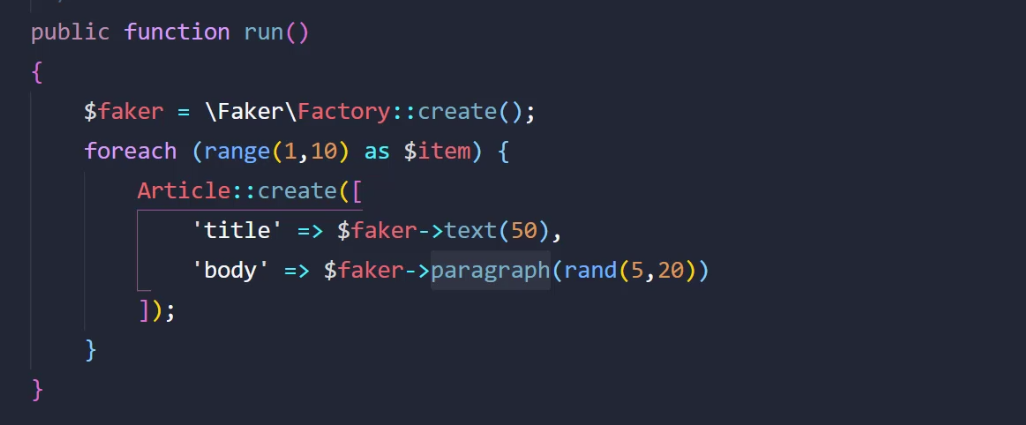 public function run()
{
    $faker = \Faker\Factory::create();
    foreach (range(1,10) as $item) {
        Article::create([
            'title' => $faker->text(50),
            'body' => $faker->paragraph(rand(5,20))
        ]);
    }
}